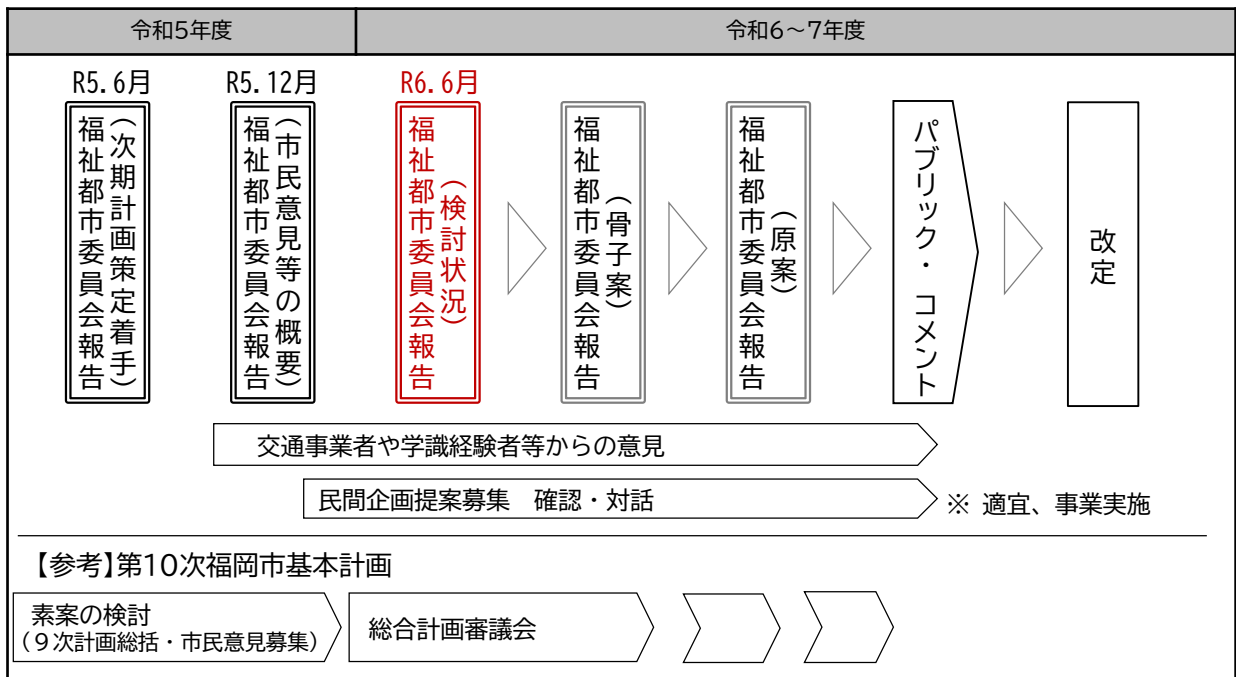 令和5年度
令和6～7年度
R5.6月
R5.12月
R6.6月
福祉都市委員会報告
（次期計画策定着手）
福祉都市委員会報告
（市民意見等の概要）
福祉都市委員会報告
（検討状況）
福祉都市委員会報告
（骨子案）
福祉都市委員会報告
（原案）
パブリック・コメント
改定
交通事業者や学識経験者等からの意見
民間企画提案募集　確認・対話
※ 適宜、事業実施
【参考】第10次福岡市基本計画
素案の検討
（９次計画総括・市民意見募集）
総合計画審議会